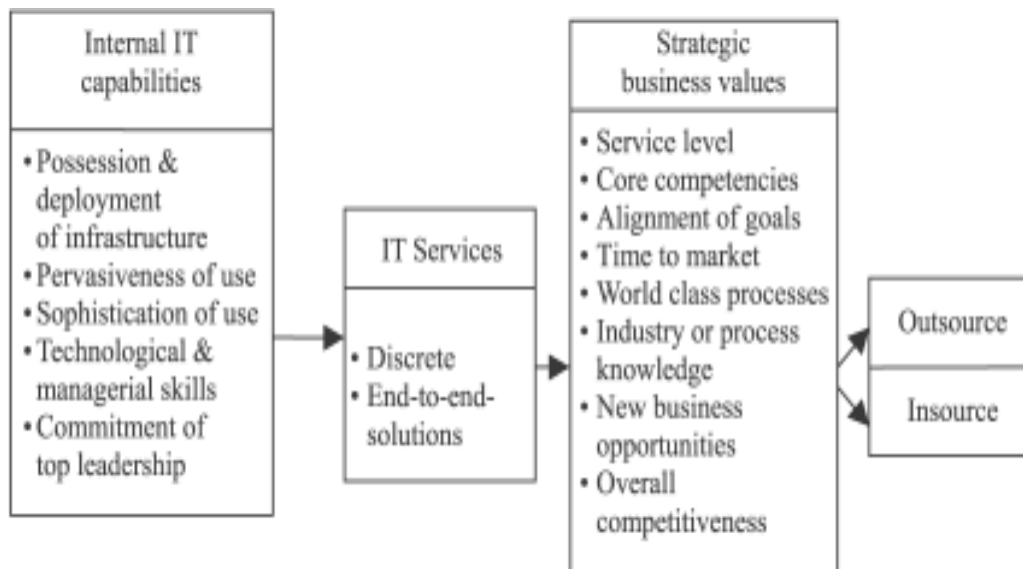 Internal IT
capabilities
• Possession &
deployment
of infrastructure
• Pervasiveness of use
• Sophistication of use
• Technological &
managerial skills
• Commitment of
top leadership
IT Services
• Discrete
• End-to-end-
solutions
Strategic
business values
• Service level
• Core competencies
• Alignment of goals
• Time to market
• World class processes
• Industry or process
knowledge
• New business
opportunities
• Overall
competitiveness
Outsource
Insource